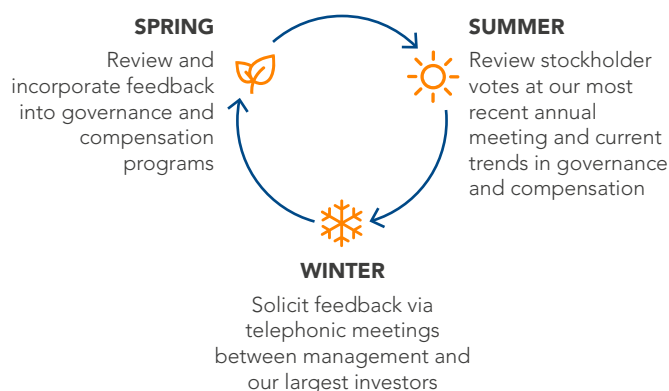 SPRING
Review and
incorporate feedback
into governance and
compensation
programs
SUMMER
Review stockholder
votes at our most
recent annual
meeting and current
trends in governance
and compensation
WINTER
Solicit feedback via
telephonic meetings
between management and
our largest investors